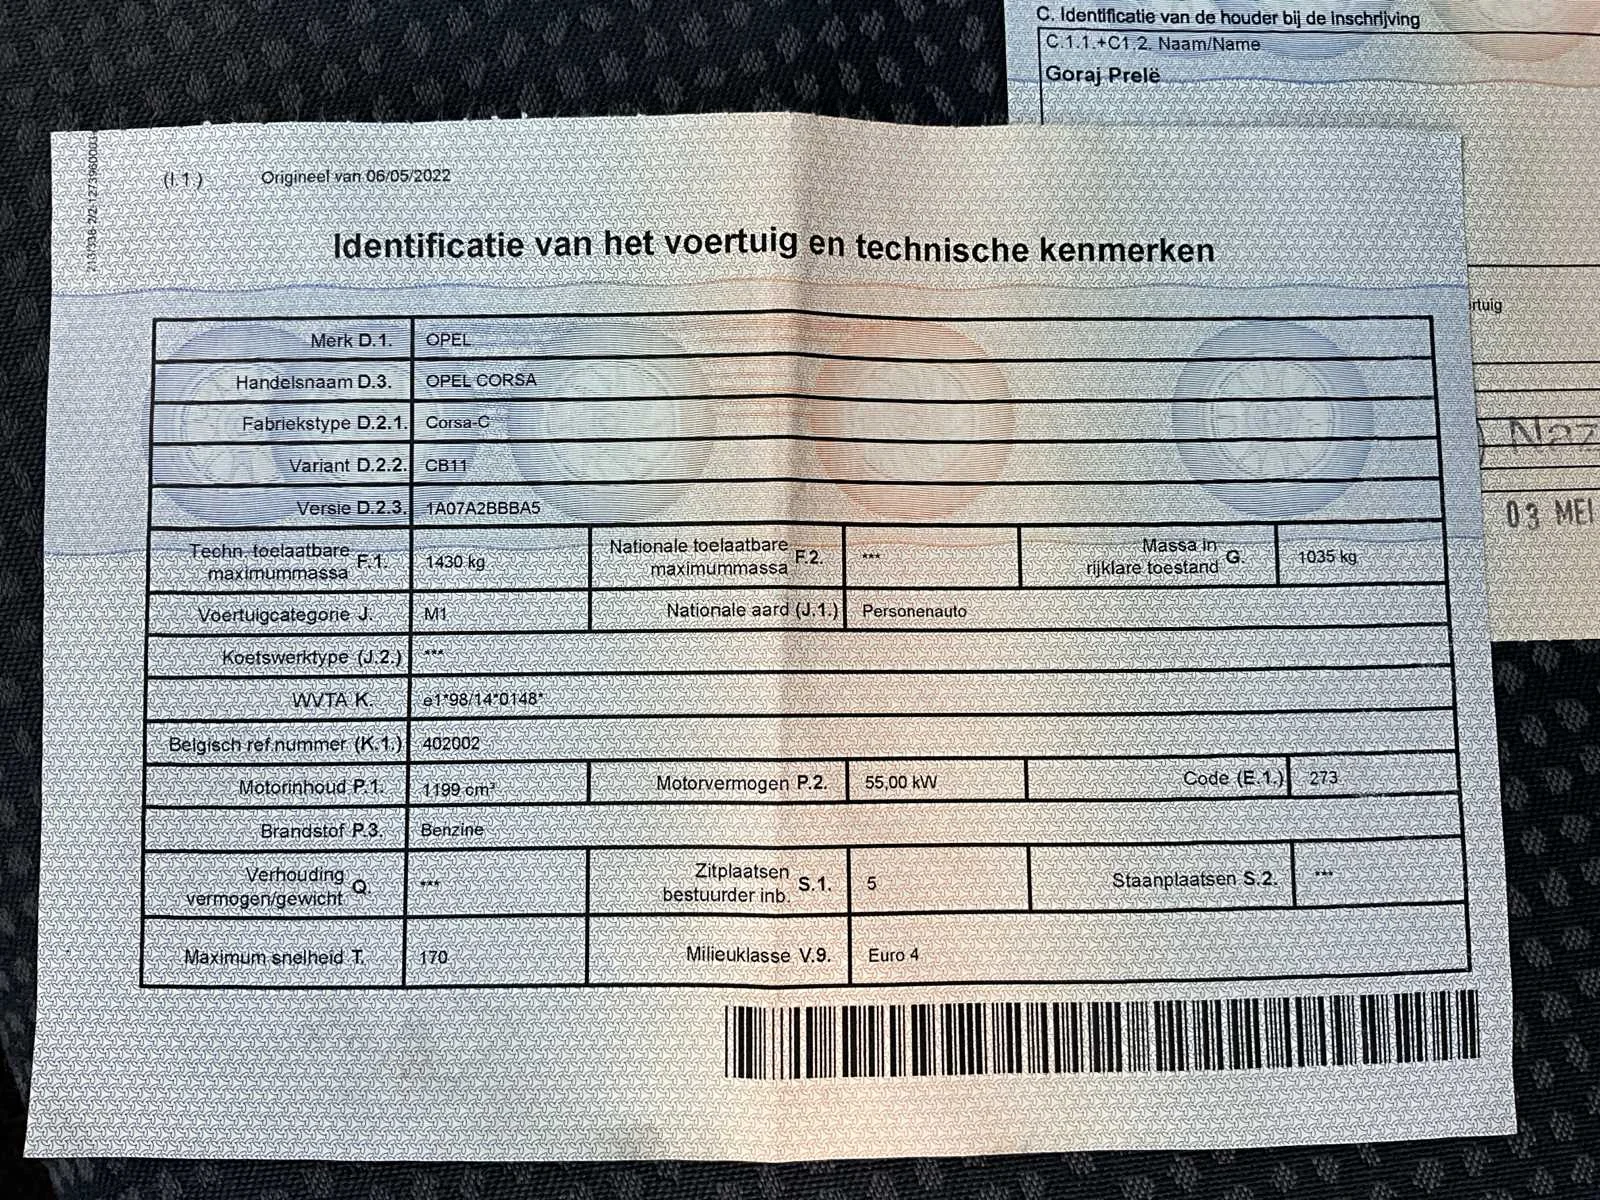 C. Identificatie van de houder bij de inschrijving
C.1.1.+C1.2. Naam/Name
Goraj Prelë
(I.1.) Origineel van 06/05/2022
Identificatie van het voertuig en technische kenmerken
Merk D.1. OPEL
Handelsnaam D.3. OPEL CORSA
Fabriekstype D.2.1. Corsa-C
Variant D.2.2. CB11
Versie D.2.3. 1A07A2BBBA5
Techn. toelaatbare maximummassa F.1. 1430 kg Nationale toelaatbare maximummassa F.2. *** Massa in rijklare toestand G. 1035 kg
Voertuigcategorie J. M1 Nationale aard (J.1.) Personenauto
Koetswerktype (J.2.) ***
WVTA K. e1*98/14*0148*
Belgisch ref.nummer (K.1.) 402002
Motorinhoud P.1. 1199 cm³ Motorvermogen P.2. 55,00 kW Code (E.1.) 273
Brandstof P.3. Benzine
Verhouding vermogen/gewicht Q. *** Zitplaatsen bestuurder inb. S.1. 5 Staanplaatsen S.2. ***
Maximum snelheid T. 170 Milieuklasse V.9. Euro 4
rtuig
Naz
03 MEI